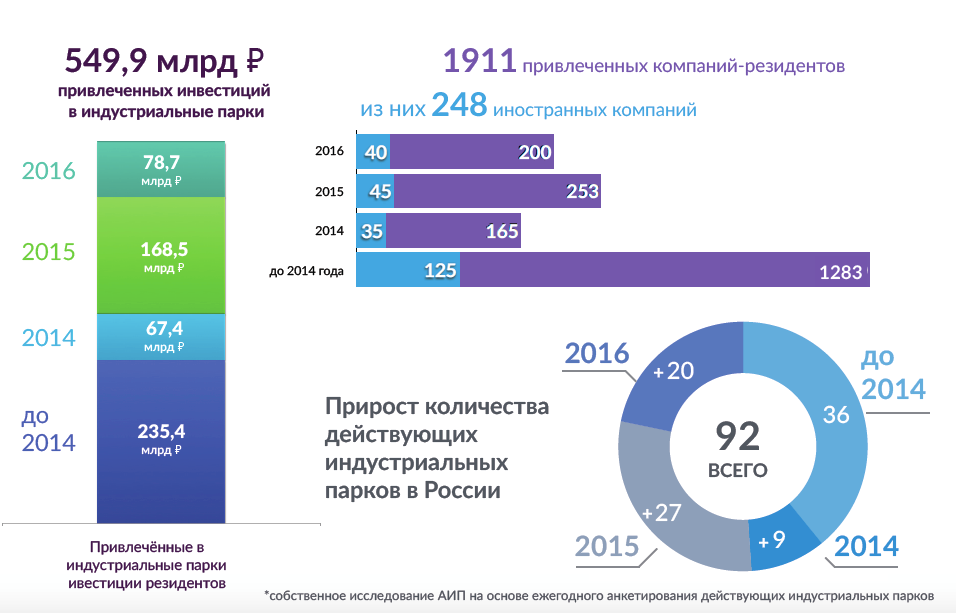 549,9 млрд ₽
привлеченных инвестиций
в индустриальные парки
2016
78,7
млрд ₽
2015
168,5
млрд ₽
2014
67,4
млрд ₽
до
2014
235,4
млрд ₽
Привлечённые в
индустриальные парки
ивестиции резидентов
1911 привлеченных компаний-резидентов
из них 248 иностранных компаний
2016 40 200
2015 45 253
2014 35 165
до 2014 года 125 1283
Прирост количества
действующих
индустриальных
парков в России
2016
+20
до
2014
36
92
ВСЕГО
+27
2015
+9
2014
*собственное исследование АИП на основе ежегодного анкетирования действующих индустриальных парков